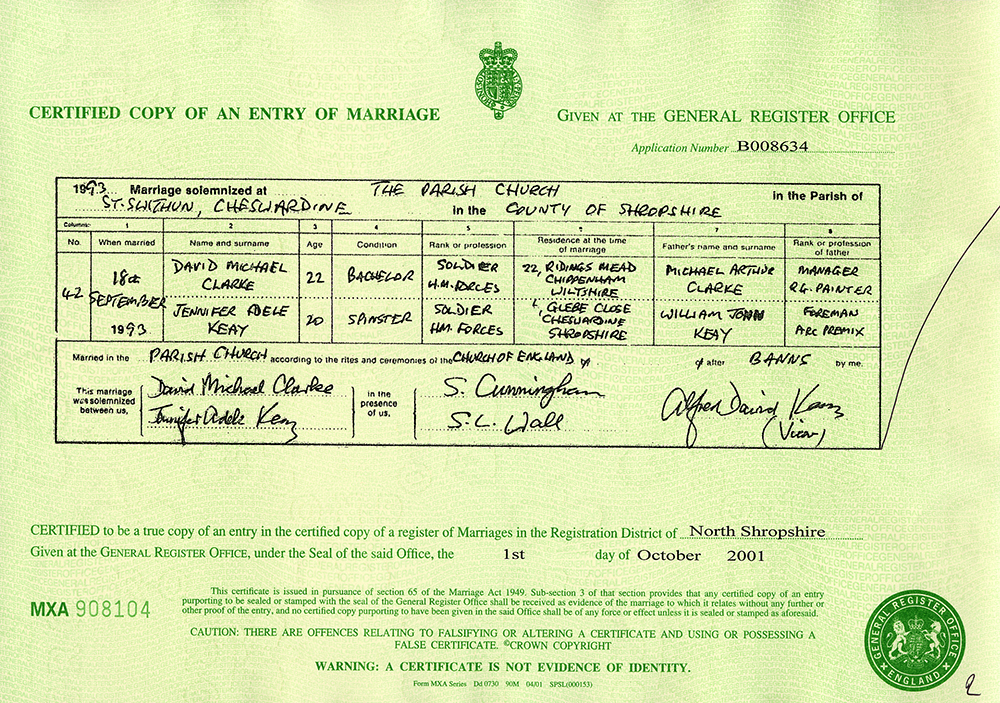 CERTIFIED COPY OF AN ENTRY OF MARRIAGE
GIVEN AT THE GENERAL REGISTER OFFICE
Application Number B008634
1993 Marriage solemnized at THE PARISH CHURCH in the Parish of
ST. SWITHUN, CHESWARDINE in the COUNTY OF SHROPSHIRE
Columns:- 1 2 3 4 5 6 7 8
No. When married Name and surname Age Condition Rank or profession Residence at the time of marriage Father's name and surname Rank or profession of father
42 18th SEPTEMBER 1993
DAVID MICHAEL CLARKE 22 BACHELOR SOLDIER H.M. FORCES 22, RIDINGS MEAD CHIPPENHAM WILTSHIRE MICHAEL ARTHUR CLARKE MANAGER R.G. PAINTER
JENNIFER ADELE KEAY 20 SPINSTER SOLDIER H.M. FORCES GLEBE CLOSE CHESWARDINE SHROPSHIRE WILLIAM JOHN KEAY FOREMAN ARC PREMIX
Married in the PARISH CHURCH according to the rites and ceremonies of the CHURCH OF ENGLAND by or after BANNS by me.
This marriage was solemnized between us,
David Michael Clarke
Jennifer Adele Keay
in the presence of us.
S. Cunningham
S.L. Wall
Alfred David Keay
(Vicar)
CERTIFIED to be a true copy of an entry in the certified copy of a register of Marriages in the Registration District of North Shropshire
Given at the GENERAL REGISTER OFFICE, under the Seal of the said Office, the 1st day of October 2001
MXA 908104
This certificate is issued in pursuance of section 65 of the Marriage Act 1949. Sub-section 3 of that section provides that any certified copy of an entry
purporting to be sealed or stamped with the seal of the General Register Office shall be received as evidence of the marriage to which it relates without any further or
other proof of the entry, and no certified copy purporting to have been given in the said Office shall be of any force or effect unless it is sealed or stamped as aforesaid.
CAUTION: THERE ARE OFFENCES RELATING TO FALSIFYING OR ALTERING A CERTIFICATE AND USING OR POSSESSING A
FALSE CERTIFICATE. ©CROWN COPYRIGHT
WARNING: A CERTIFICATE IS NOT EVIDENCE OF IDENTITY.
Form MXA Series Dd 0730 90M 04/01 SPSL(000153)
GENERAL REGISTER OFFICE
ENGLAND